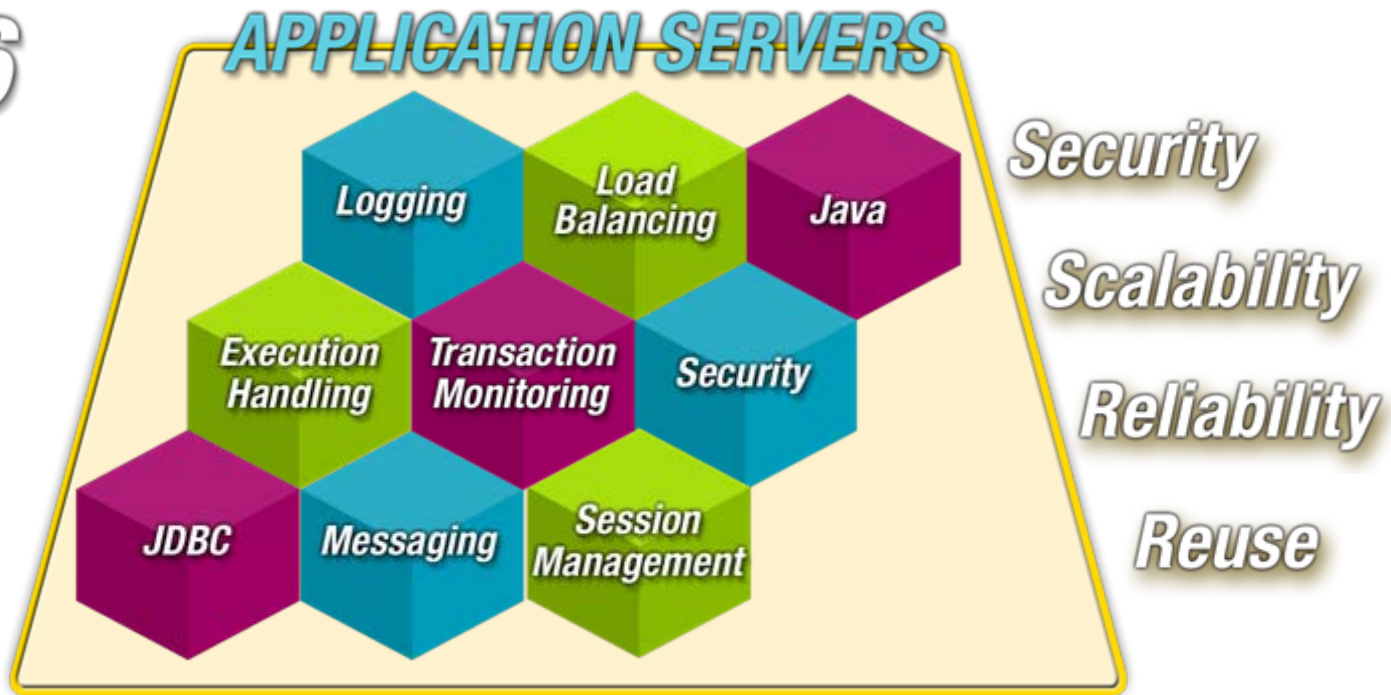 APPLICATION SERVERS
Logging
Load
Balancing
Java
Execution
Handling
Transaction
Monitoring
Security
JDBC
Messaging
Session
Management
Security
Scalability
Reliability
Reuse